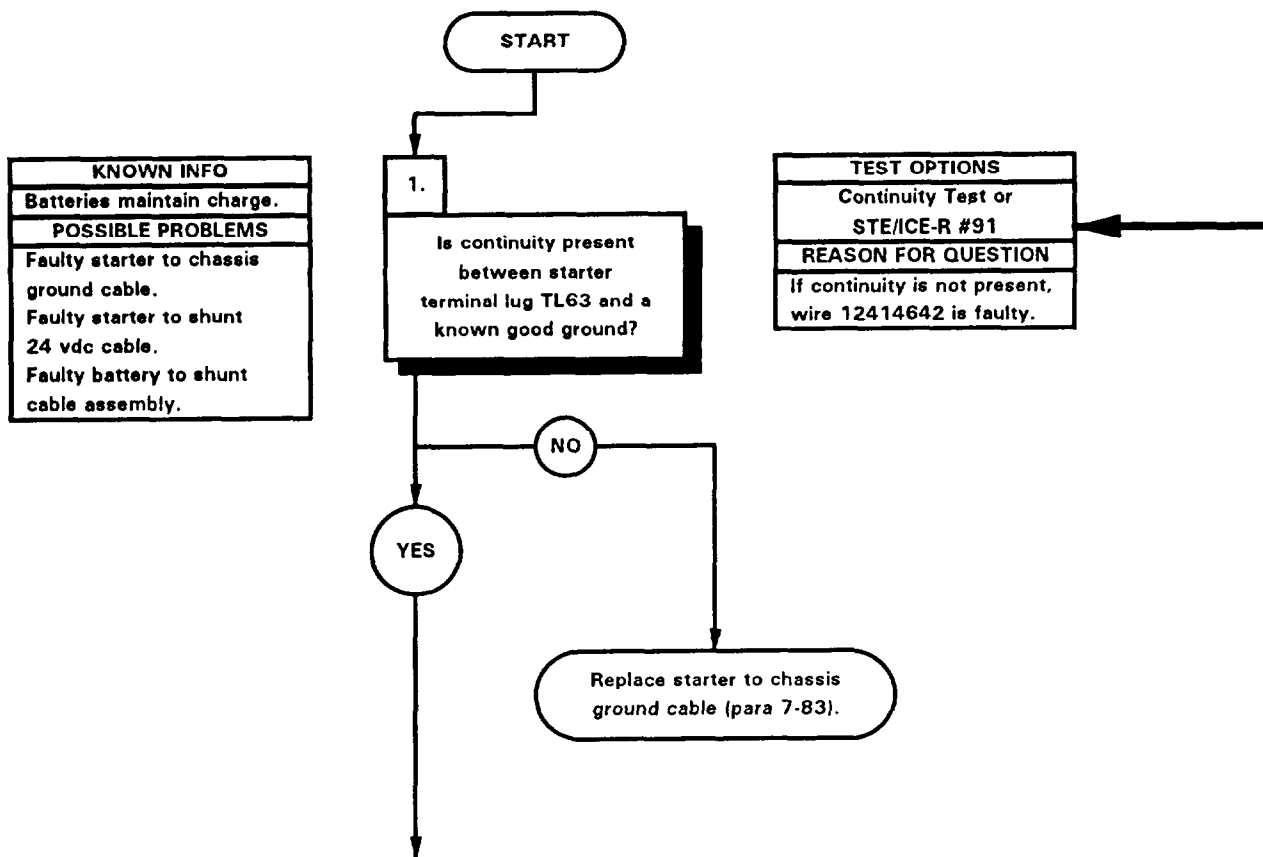 START
KNOWN INFO
Batteries maintain charge.
POSSIBLE PROBLEMS
Faulty starter to chassis
ground cable.
Faulty starter to shunt
24 vdc cable.
Faulty battery to shunt
cable assembly.
1.
Is continuity present
between starter
terminal lug TL63 and a
known good ground?
TEST OPTIONS
Continuity Test or
STE/ICE-R #91
REASON FOR QUESTION
If continuity is not present,
wire 12414642 is faulty.
NO
YES
Replace starter to chassis
ground cable (para 7-83).